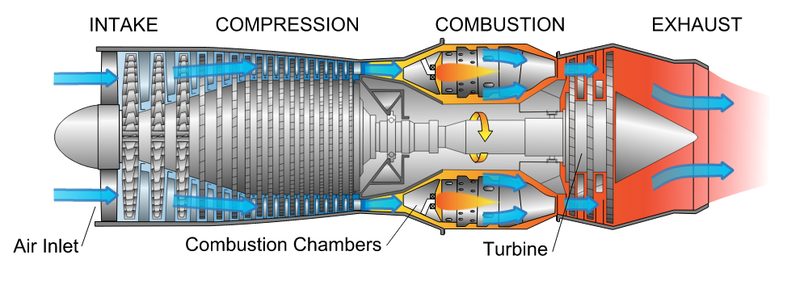 INTAKE
COMPRESSION
COMBUSTION
EXHAUST
Air Inlet
Combustion Chambers
Turbine